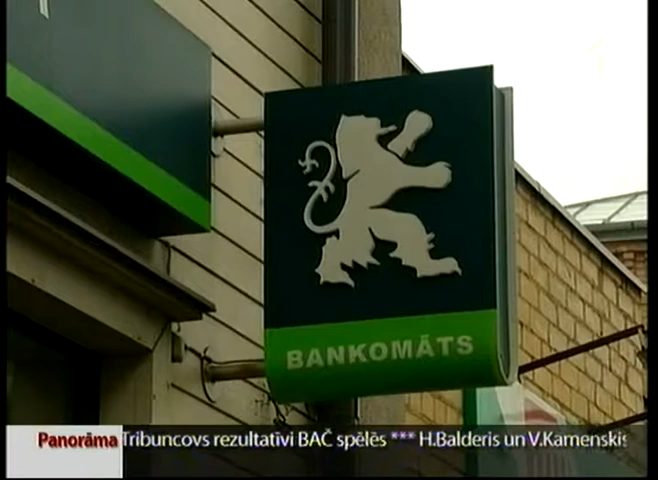 BANKOMĀTS
Panorāma
Tribuncovs rezultatīvi BAČ spēlēs *** H.Balderis un V.Kamenskis